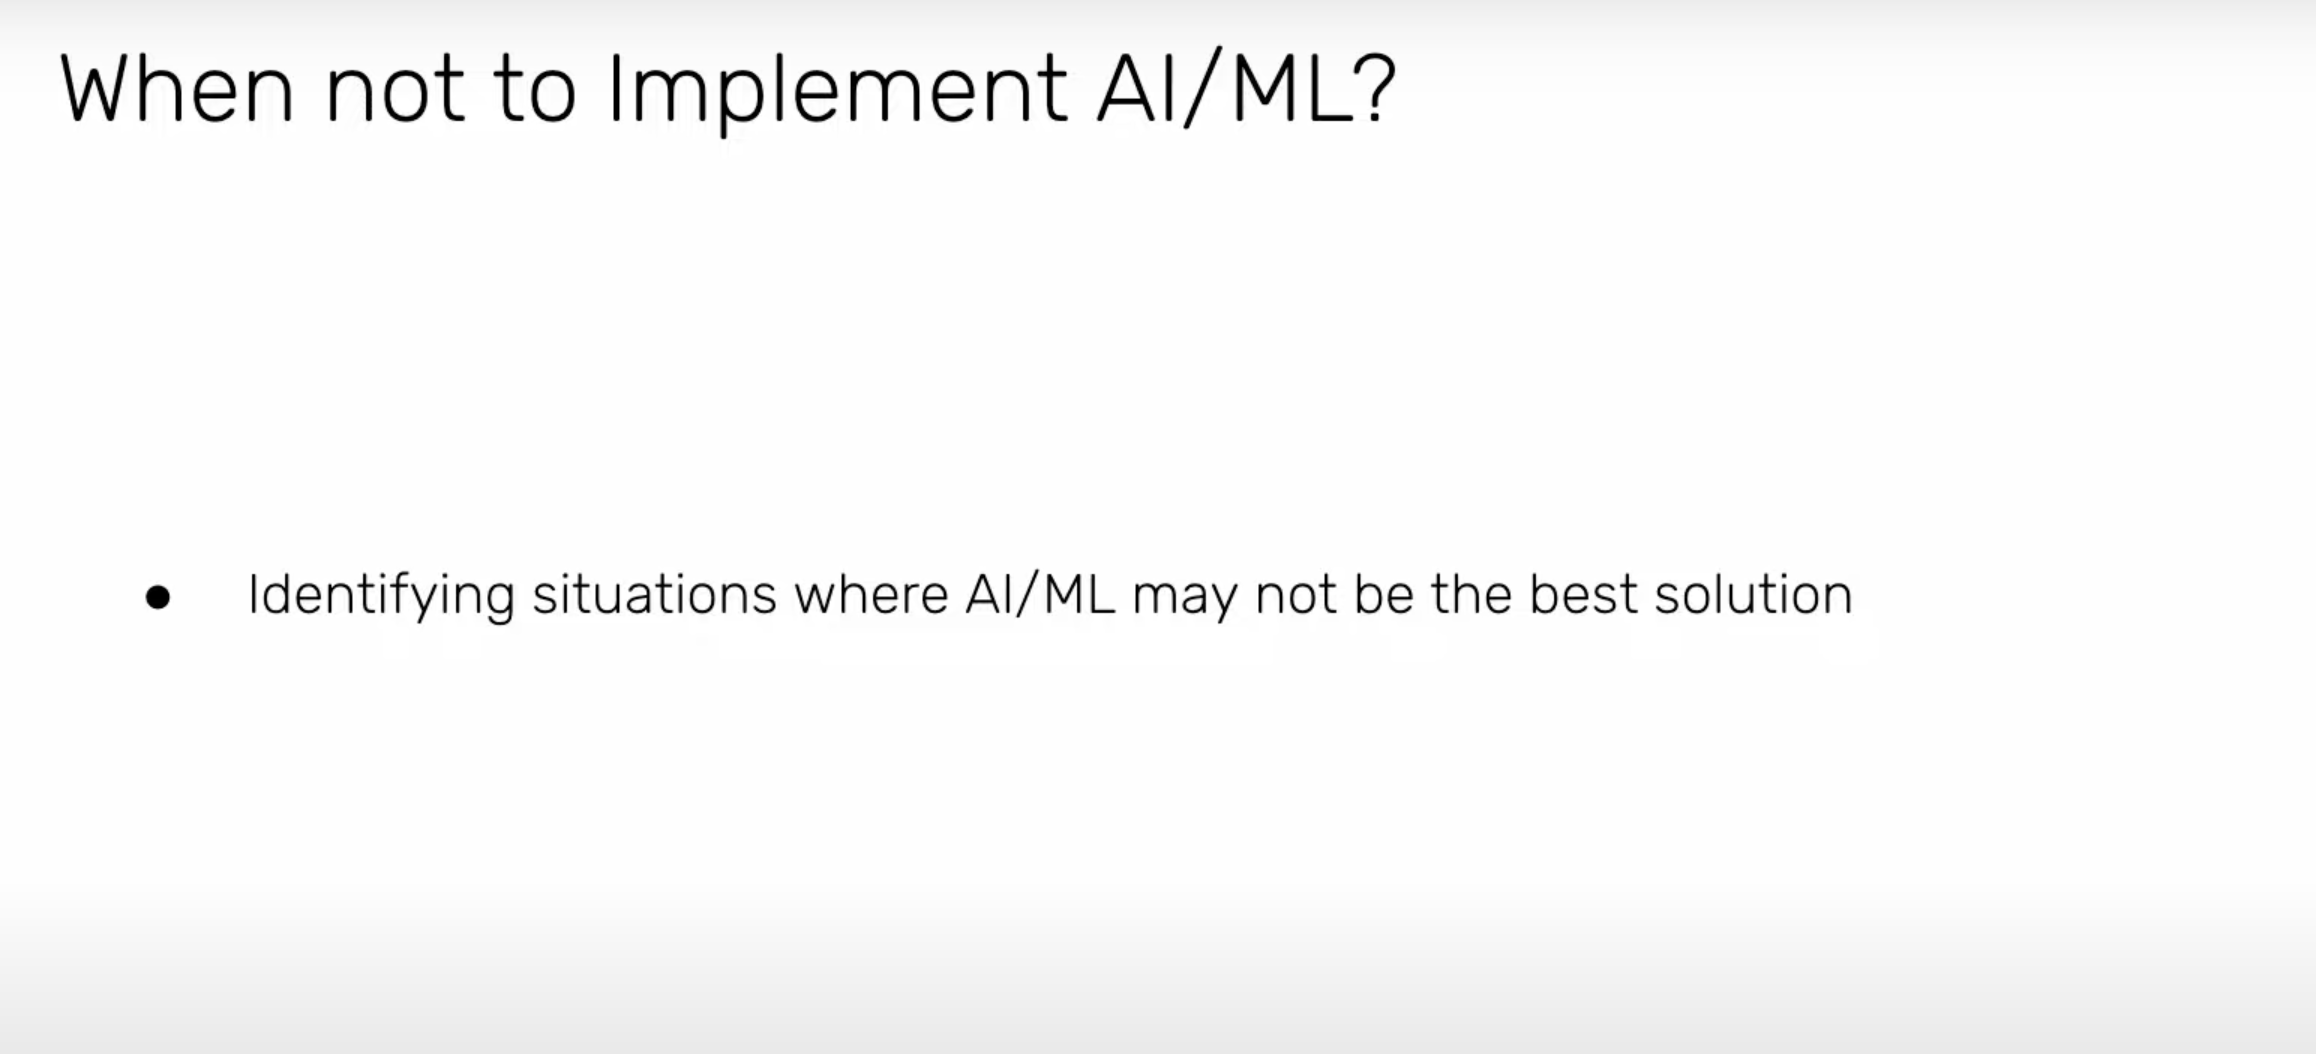 When not to Implement AI/ML?
● Identifying situations where AI/ML may not be the best solution